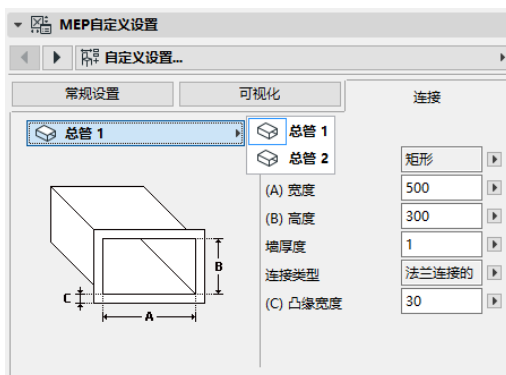 MEP自定义设置
自定义设置...
常规设置
可视化
连接
总管 1
总管 1
总管 2
矩形
(A) 宽度
500
(B) 高度
300
墙厚度
1
连接类型
法兰连接的
(C) 凸缘宽度
30
B
C
A